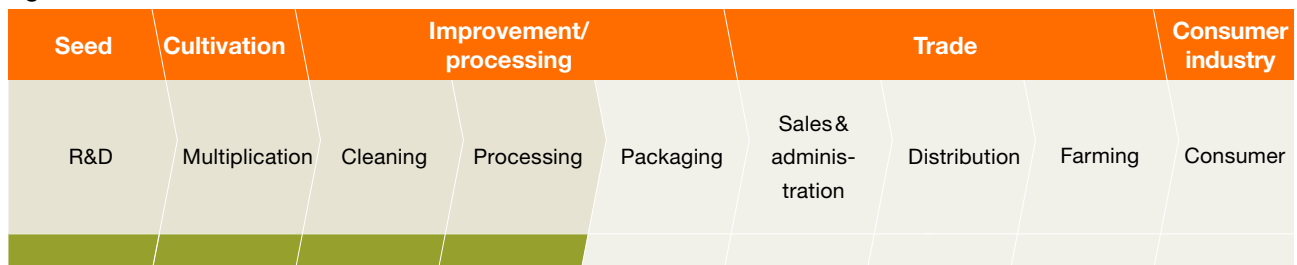 Seed
Cultivation
Improvement/
processing
Trade
Consumer
industry
R&D
Multiplication
Cleaning
Processing
Packaging
Sales &
adminis-
tration
Distribution
Farming
Consumer